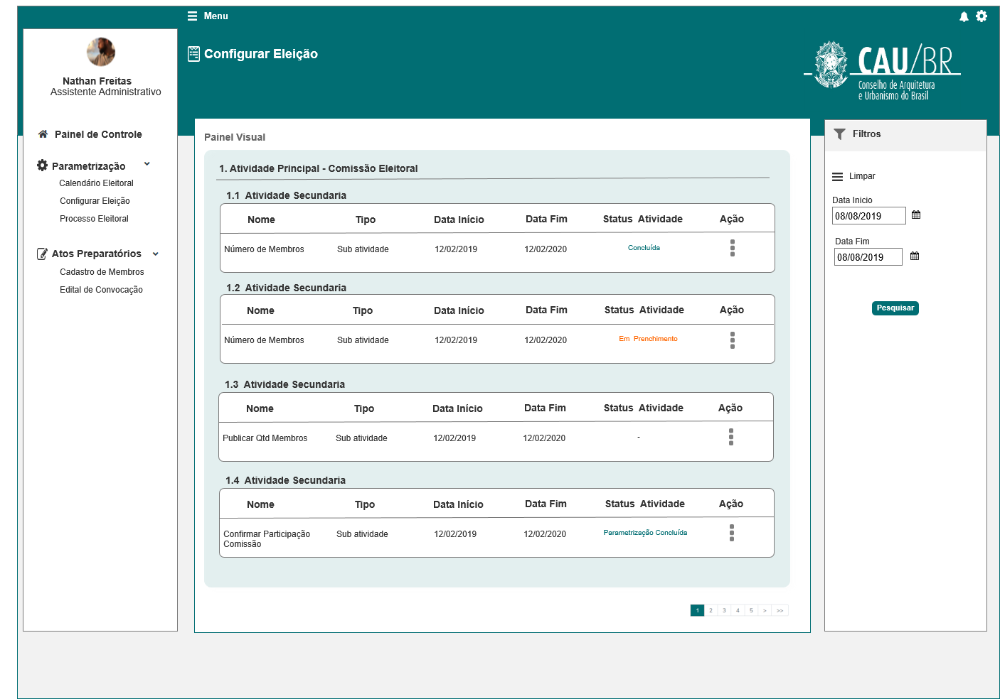 Menu
Configurar Eleição
CAU/BR
Conselho de Arquitetura
e Urbanismo do Brasil
Nathan Freitas
Assistente Administrativo
Painel de Controle
Parametrização
Calendário Eleitoral
Configurar Eleição
Processo Eleitoral
Atos Preparatórios
Cadastro de Membros
Edital de Convocação
Painel Visual
1. Atividade Principal - Comissão Eleitoral
1.1 Atividade Secundaria
Nome Tipo Data Início Data Fim Status Atividade Ação
Número de Membros Sub atividade 12/02/2019 12/02/2020 Concluída
1.2 Atividade Secundaria
Nome Tipo Data Início Data Fim Status Atividade Ação
Número de Membros Sub atividade 12/02/2019 12/02/2020 Em Prenchimento
1.3 Atividade Secundaria
Nome Tipo Data Início Data Fim Status Atividade Ação
Publicar Qtd Membros Sub atividade 12/02/2019 12/02/2020 -
1.4 Atividade Secundaria
Nome Tipo Data Início Data Fim Status Atividade Ação
Confirmar Participação Sub atividade 12/02/2019 12/02/2020 Parametrização Concluída
Comissão
1 2 3 4 5 > >>
Filtros
Limpar
Data Inicio
08/08/2019
Data Fim
08/08/2019
Pesquisar